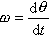 ω = dθ/dt